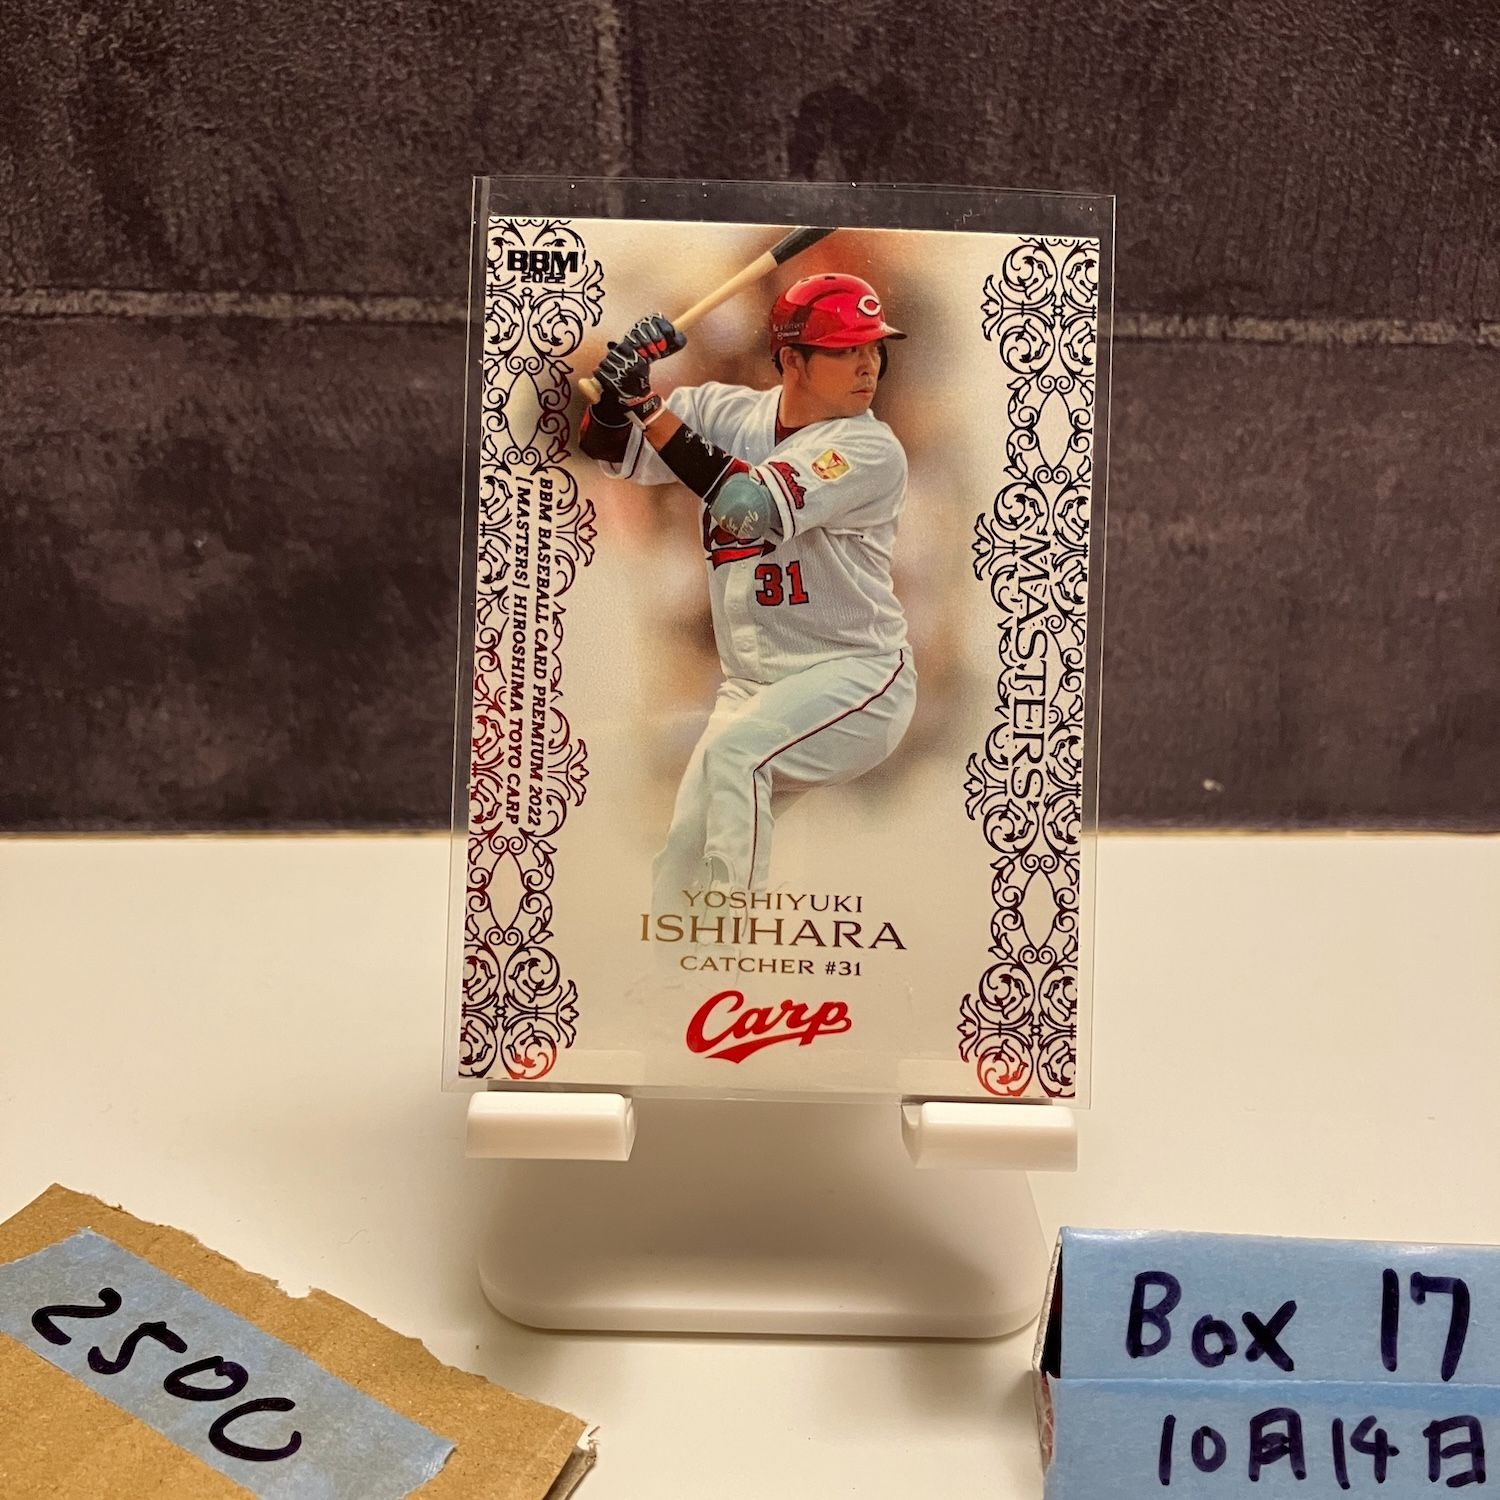 BBM
2022
BBM BASEBALL CARD PREMIUM 2022
[MASTERS] HIROSHIMA TOYO CARP
MASTERS
C
31
YOSHIYUKI
ISHIHARA
CATCHER #31
Carp
2500
Box 17
10月14日